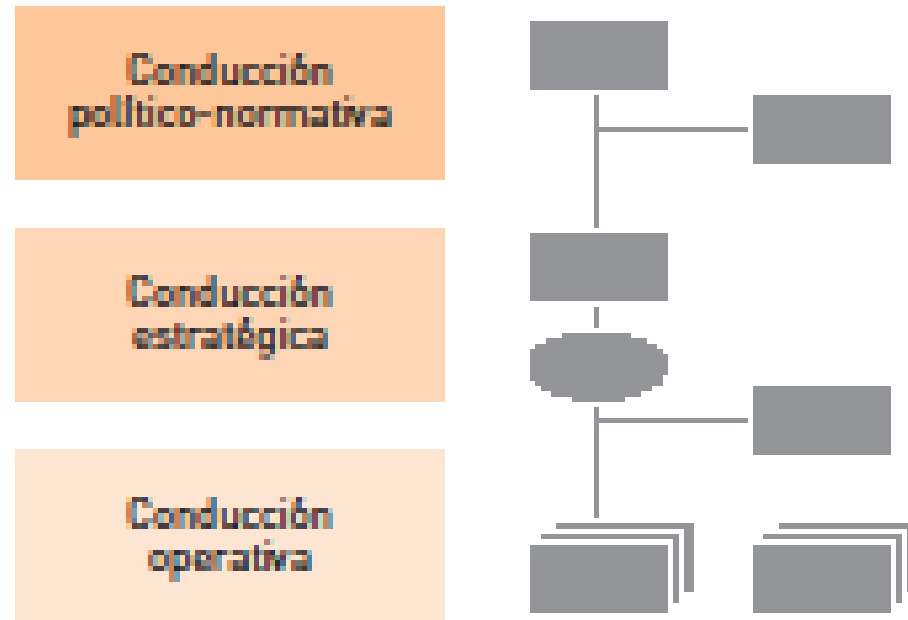 Conducción
político-normativa
Conducción
estratégica
Conducción
operativa